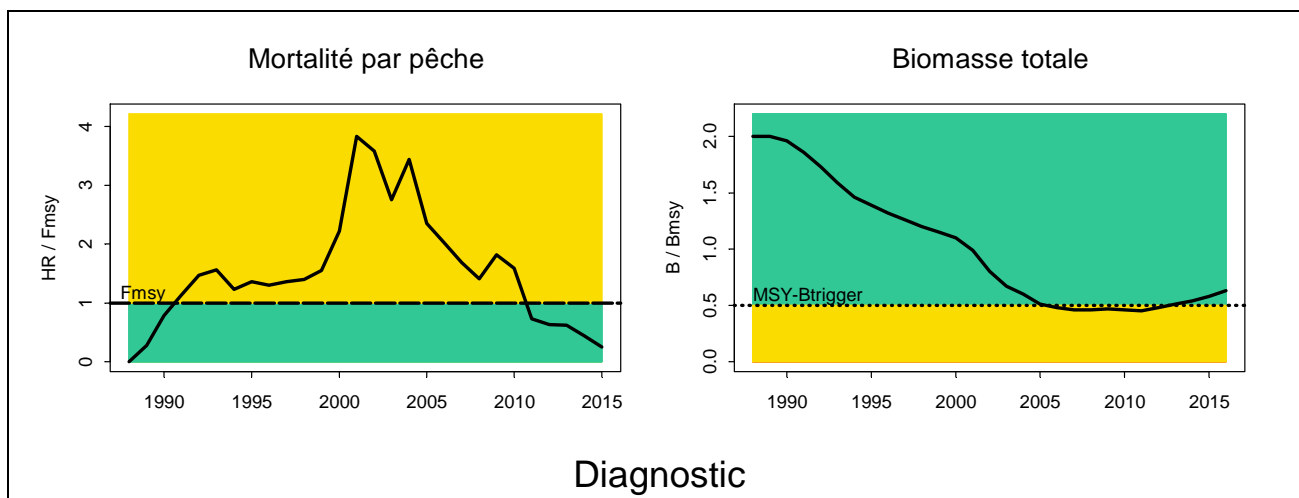 Mortalité par pêche
HR / Fmsy
4
3
2
1
0
Fmsy
1990 1995 2000 2005 2010 2015
Biomasse totale
B / Bmsy
2.0
1.5
1.0
0.5
0.0
MSY-Btrigger
1990 1995 2000 2005 2010 2015
Diagnostic